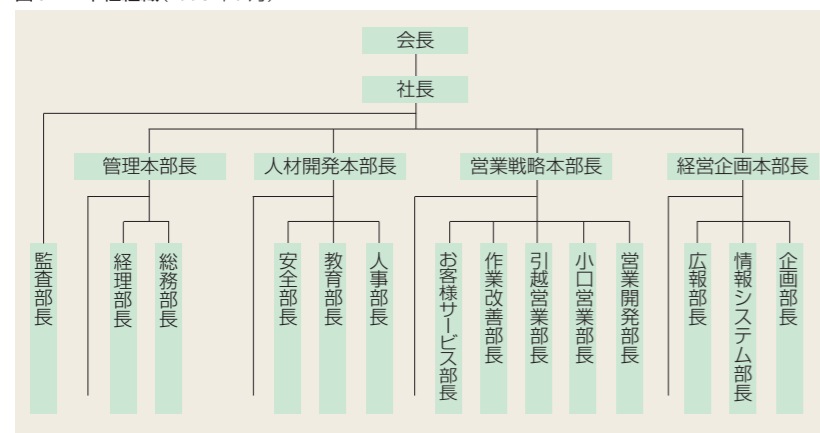 会長
社長
管理本部長
人材開発本部長
営業戦略本部長
経営企画本部長
監査部長
経理部長
総務部長
安全部長
教育部長
人事部長
お客様サービス部長
作業改善部長
引越営業部長
小口営業部長
営業開発部長
広報部長
情報システム部長
企画部長